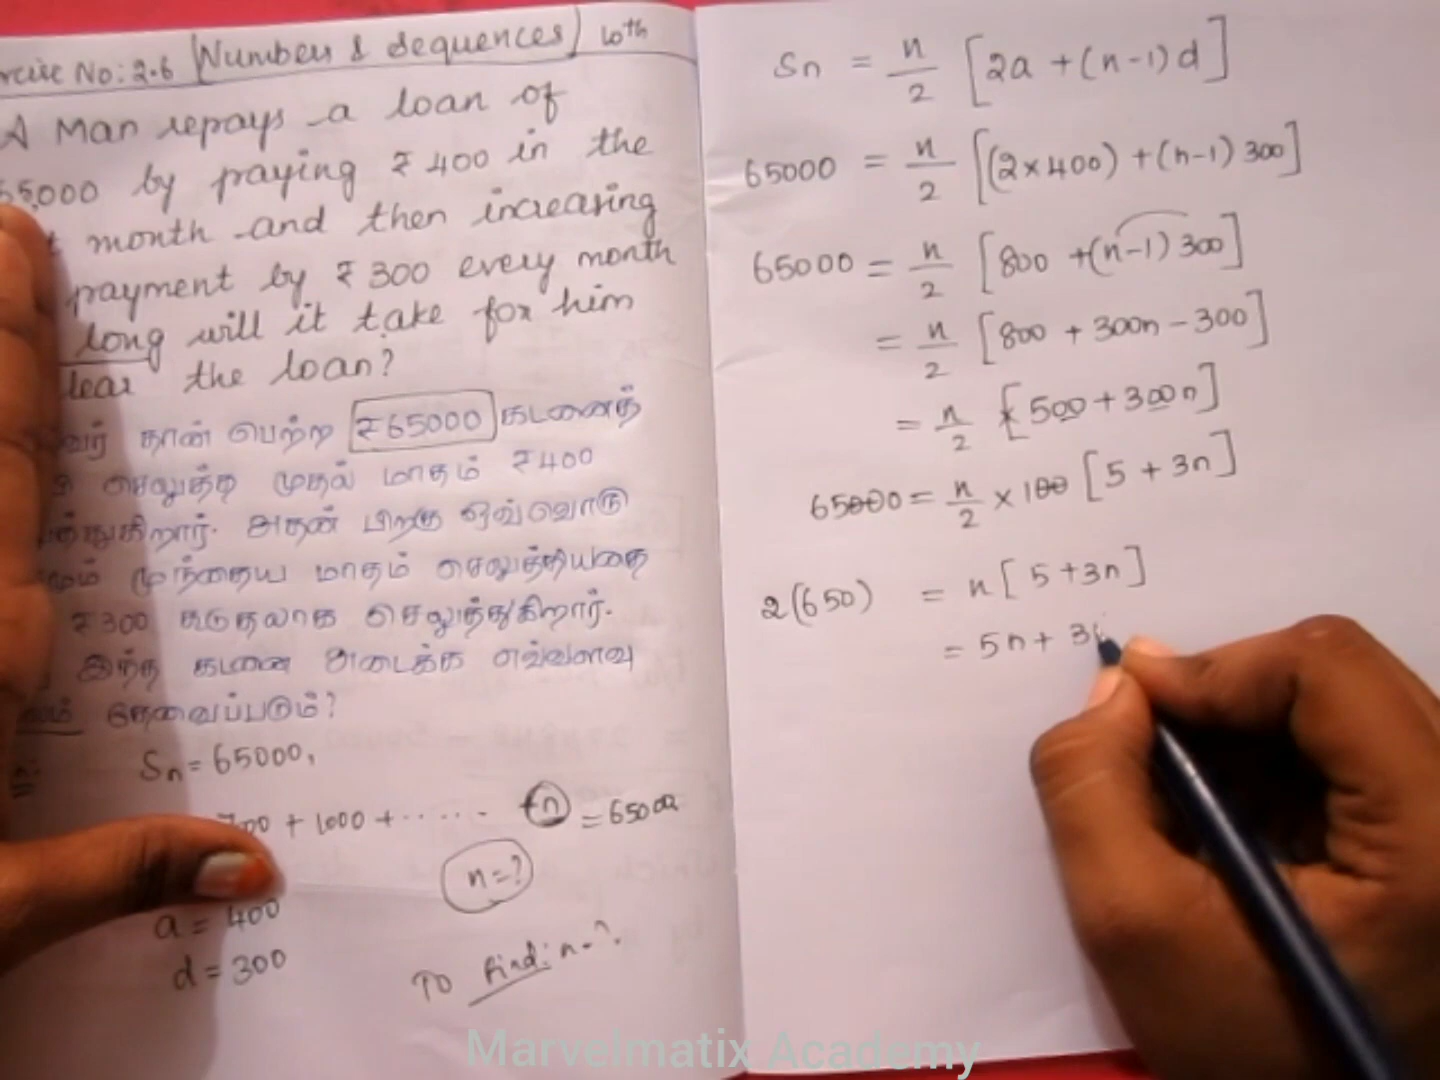 No: 2.6 [Numbers & Sequences] 10th
A Man repays a loan of
65,000 by paying ₹ 400 in the
month and then increasing
payment by ₹ 300 every month
long will it take for him
the loan?
தான் பெற்ற ₹ 65000 கடனைத்
செலுத்த முதல் மாதம் ₹ 400
அதன் பிறகு ஒவ்வொரு
முந்தைய மாதம் செலுத்தியதை
₹ 300 கூடுதலாக செலுத்துகிறார்.
இந்த கடனை அடைக்க எவ்வளவு
தேவைப்படும்?
Sn = 65000,
700 + 1000 + ...... tn = 65000
n = ?
a = 400
d = 300
To find: n = ?
Sn = n/2 [2a + (n-1)d]
65000 = n/2 [(2×400) + (n-1) 300]
65000 = n/2 [800 + (n-1) 300]
= n/2 [800 + 300n - 300]
= n/2 [500 + 300n]
65000 = n/2 × 100 [5 + 3n]
2(650) = n [5 + 3n]
= 5n + 3
Marvelmatix Academy